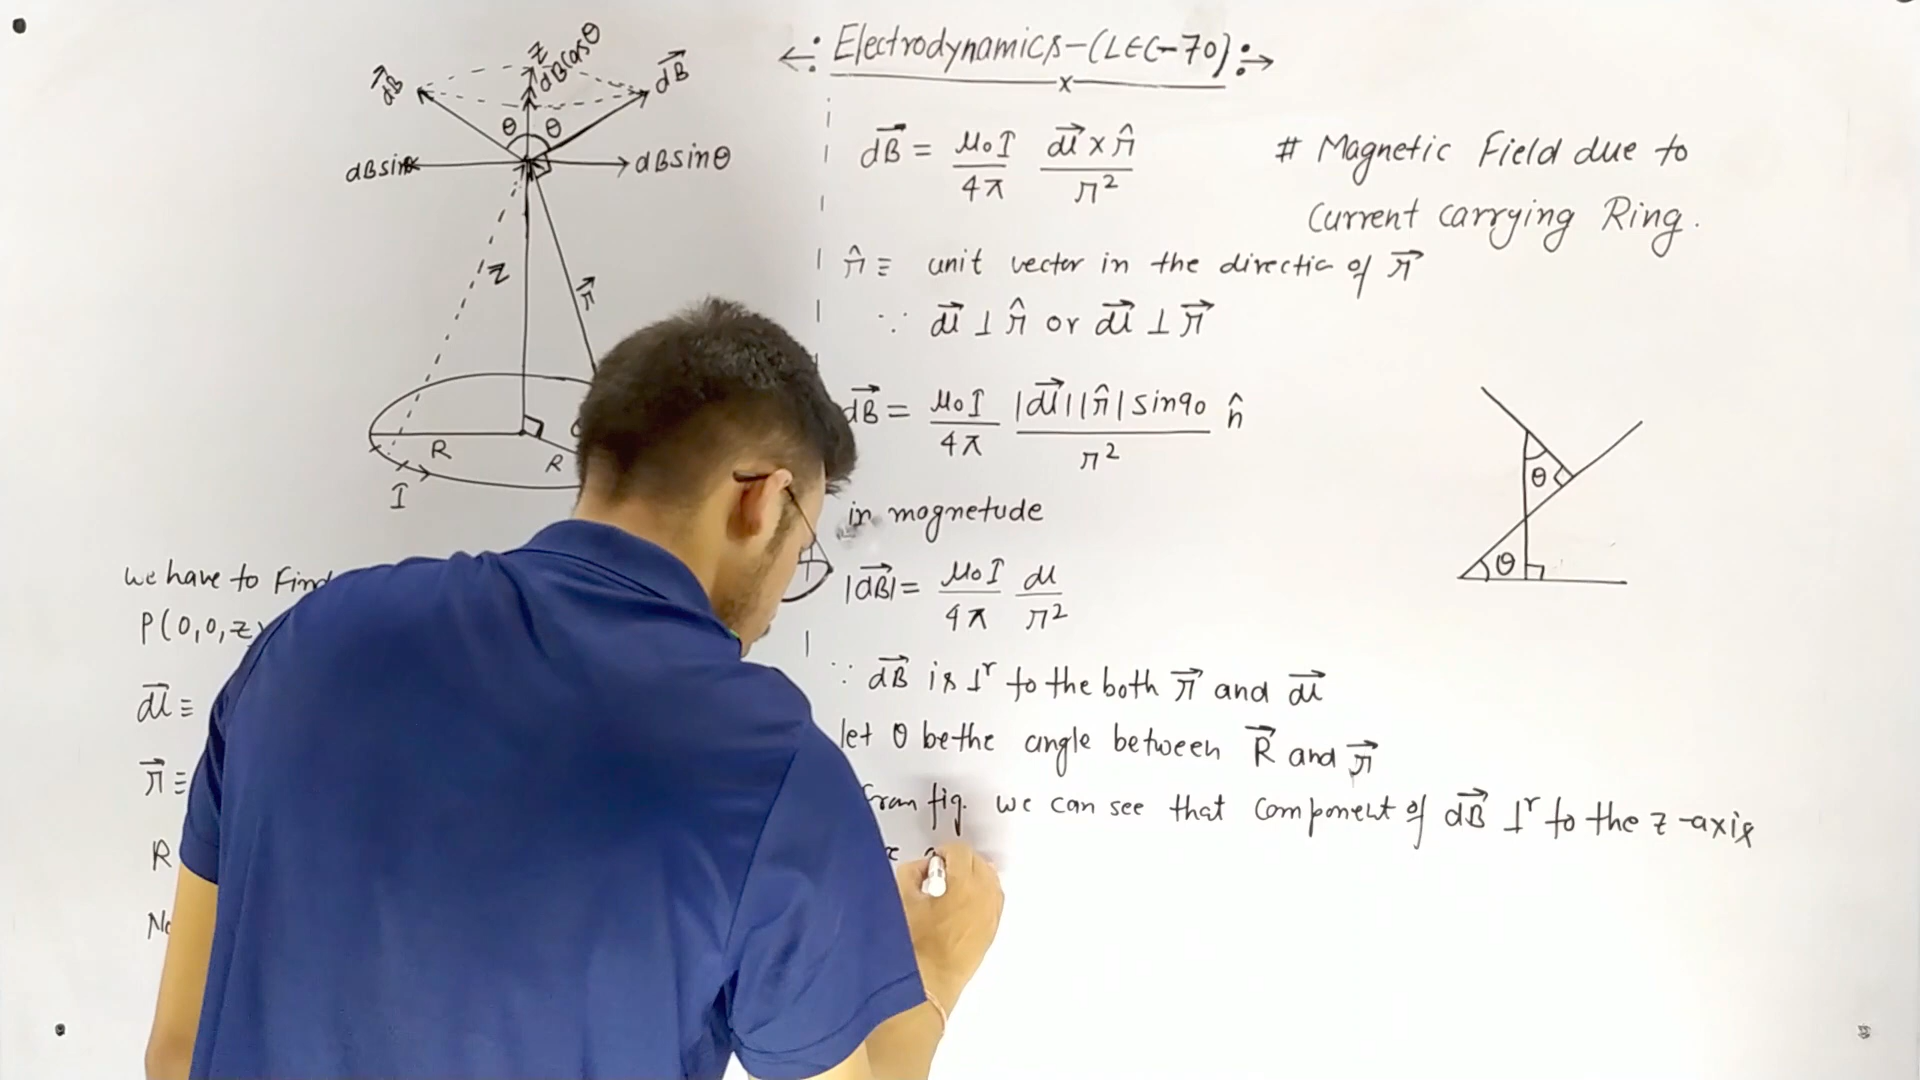 ←: Electrodynamics-(LEC-70) :→
x
Z
dBcosθ
dB⃗
dB⃗
θ θ
dBsinθ
Z
r⃗
R
R
I
we have to Find
P(0,0,z)
dl⃗ ≡
r⃗ ≡
R
dB⃗ = μ₀I/4π dl⃗ × r̂/r²
# Magnetic Field due to
Current carrying Ring.
r̂ ≡ unit vector in the directio of r⃗
∵ dl⃗ ⊥ r̂ or dl⃗ ⊥ r⃗
dB⃗ = μ₀I/4π |dl⃗||r̂| sin90/r² n̂
in magnetude
|dB⃗| = μ₀I/4π dl/r²
∵ dB⃗ is ⊥ʳ to the both r⃗ and dl⃗
let θ be the angle between R⃗ and r⃗
fig. we can see that Component of dB⃗ ⊥ʳ to the z-axis
θ
θ